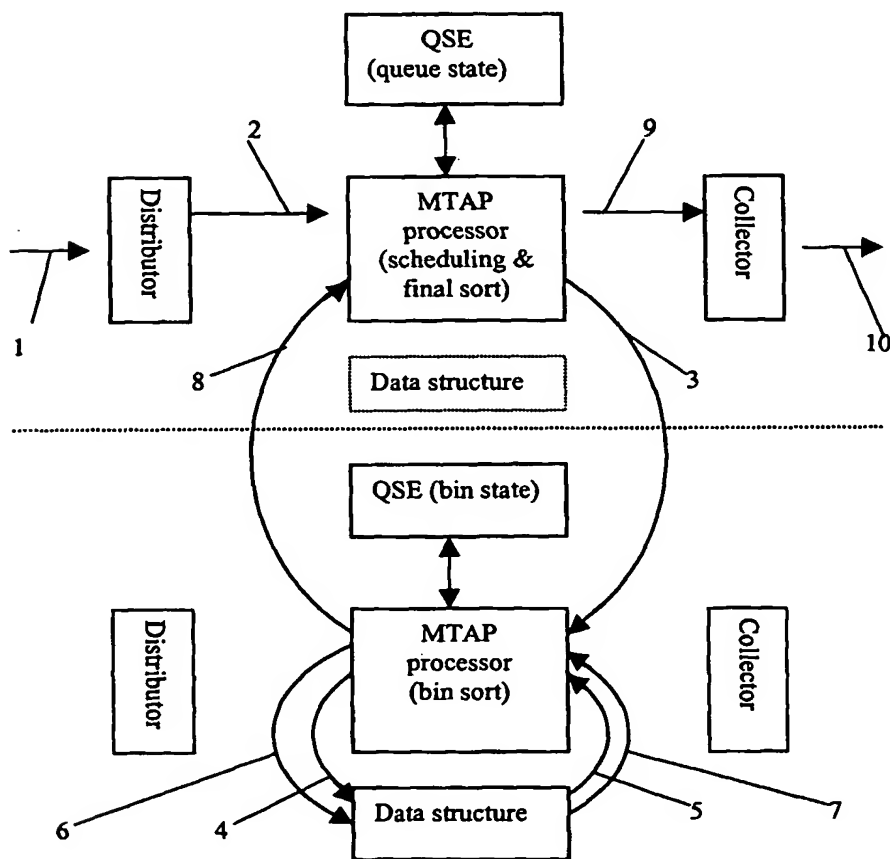 QSE
(queue state)
2
9
Distributor
MTAP
processor
(scheduling &
final sort)
Collector
1
8
3
10
Data structure
QSE (bin state)
Distributor
MTAP
processor
(bin sort)
Collector
6
4
Data structure
5
7